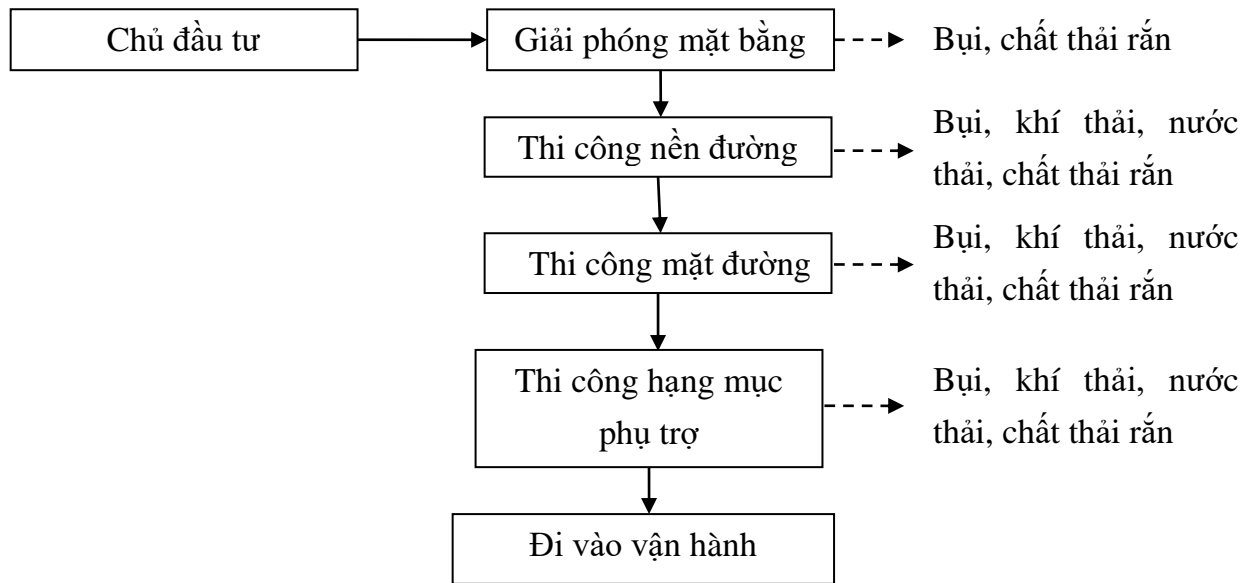 Chủ đầu tư
Giải phóng mặt bằng
Bụi, chất thải rắn
Thi công nền đường
Bụi, khí thải, nước
thải, chất thải rắn
Thi công mặt đường
Bụi, khí thải, nước
thải, chất thải rắn
Thi công hạng mục
phụ trợ
Bụi, khí thải, nước
thải, chất thải rắn
Đi vào vận hành